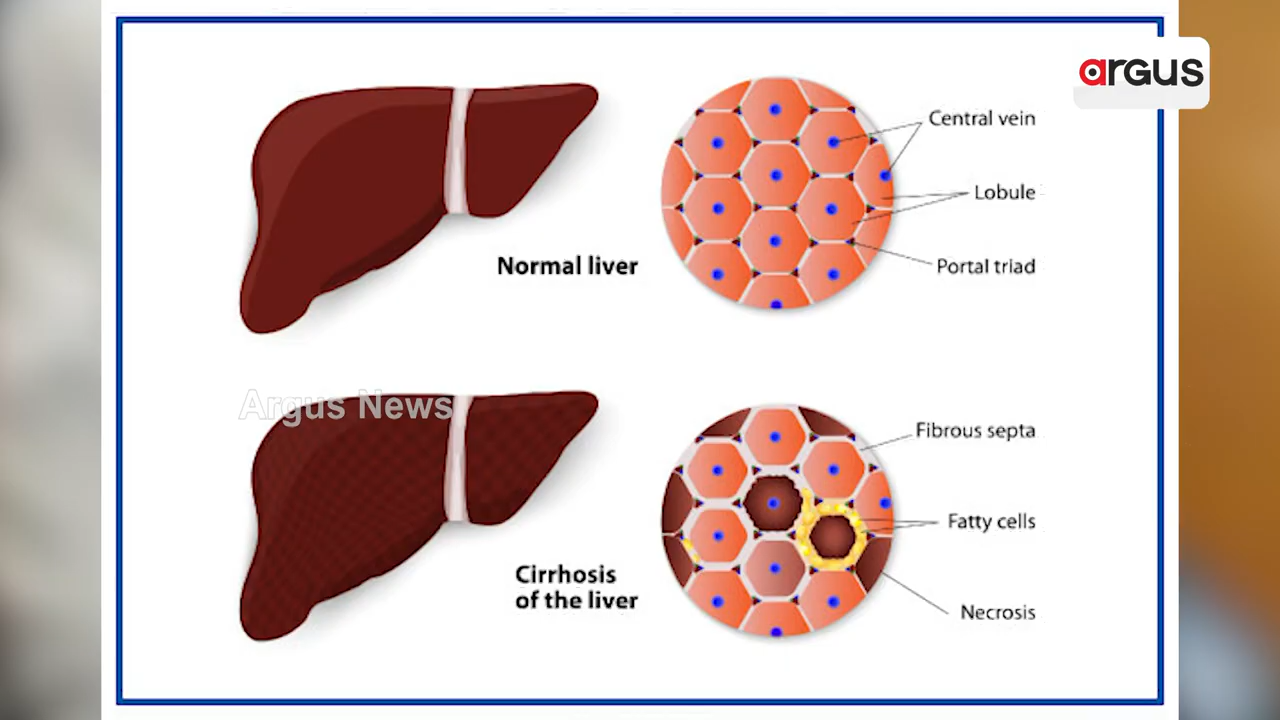 argus
Central vein
Lobule
Normal liver
Portal triad
Argus News
Fibrous septa
Fatty cells
Cirrhosis
of the liver
Necrosis